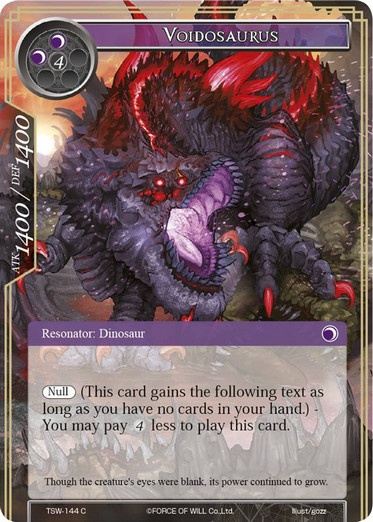 VOIDOSAURUS
4
ATK 1400 / DEF 1400
Resonator: Dinosaur
Null (This card gains the following text as
long as you have no cards in your hand.) -
You may pay 4 less to play this card.
Though the creature's eyes were blank, its power continued to grow.
TSW-144 C ©FORCE OF WILL Co.,Ltd. Illust/gozz